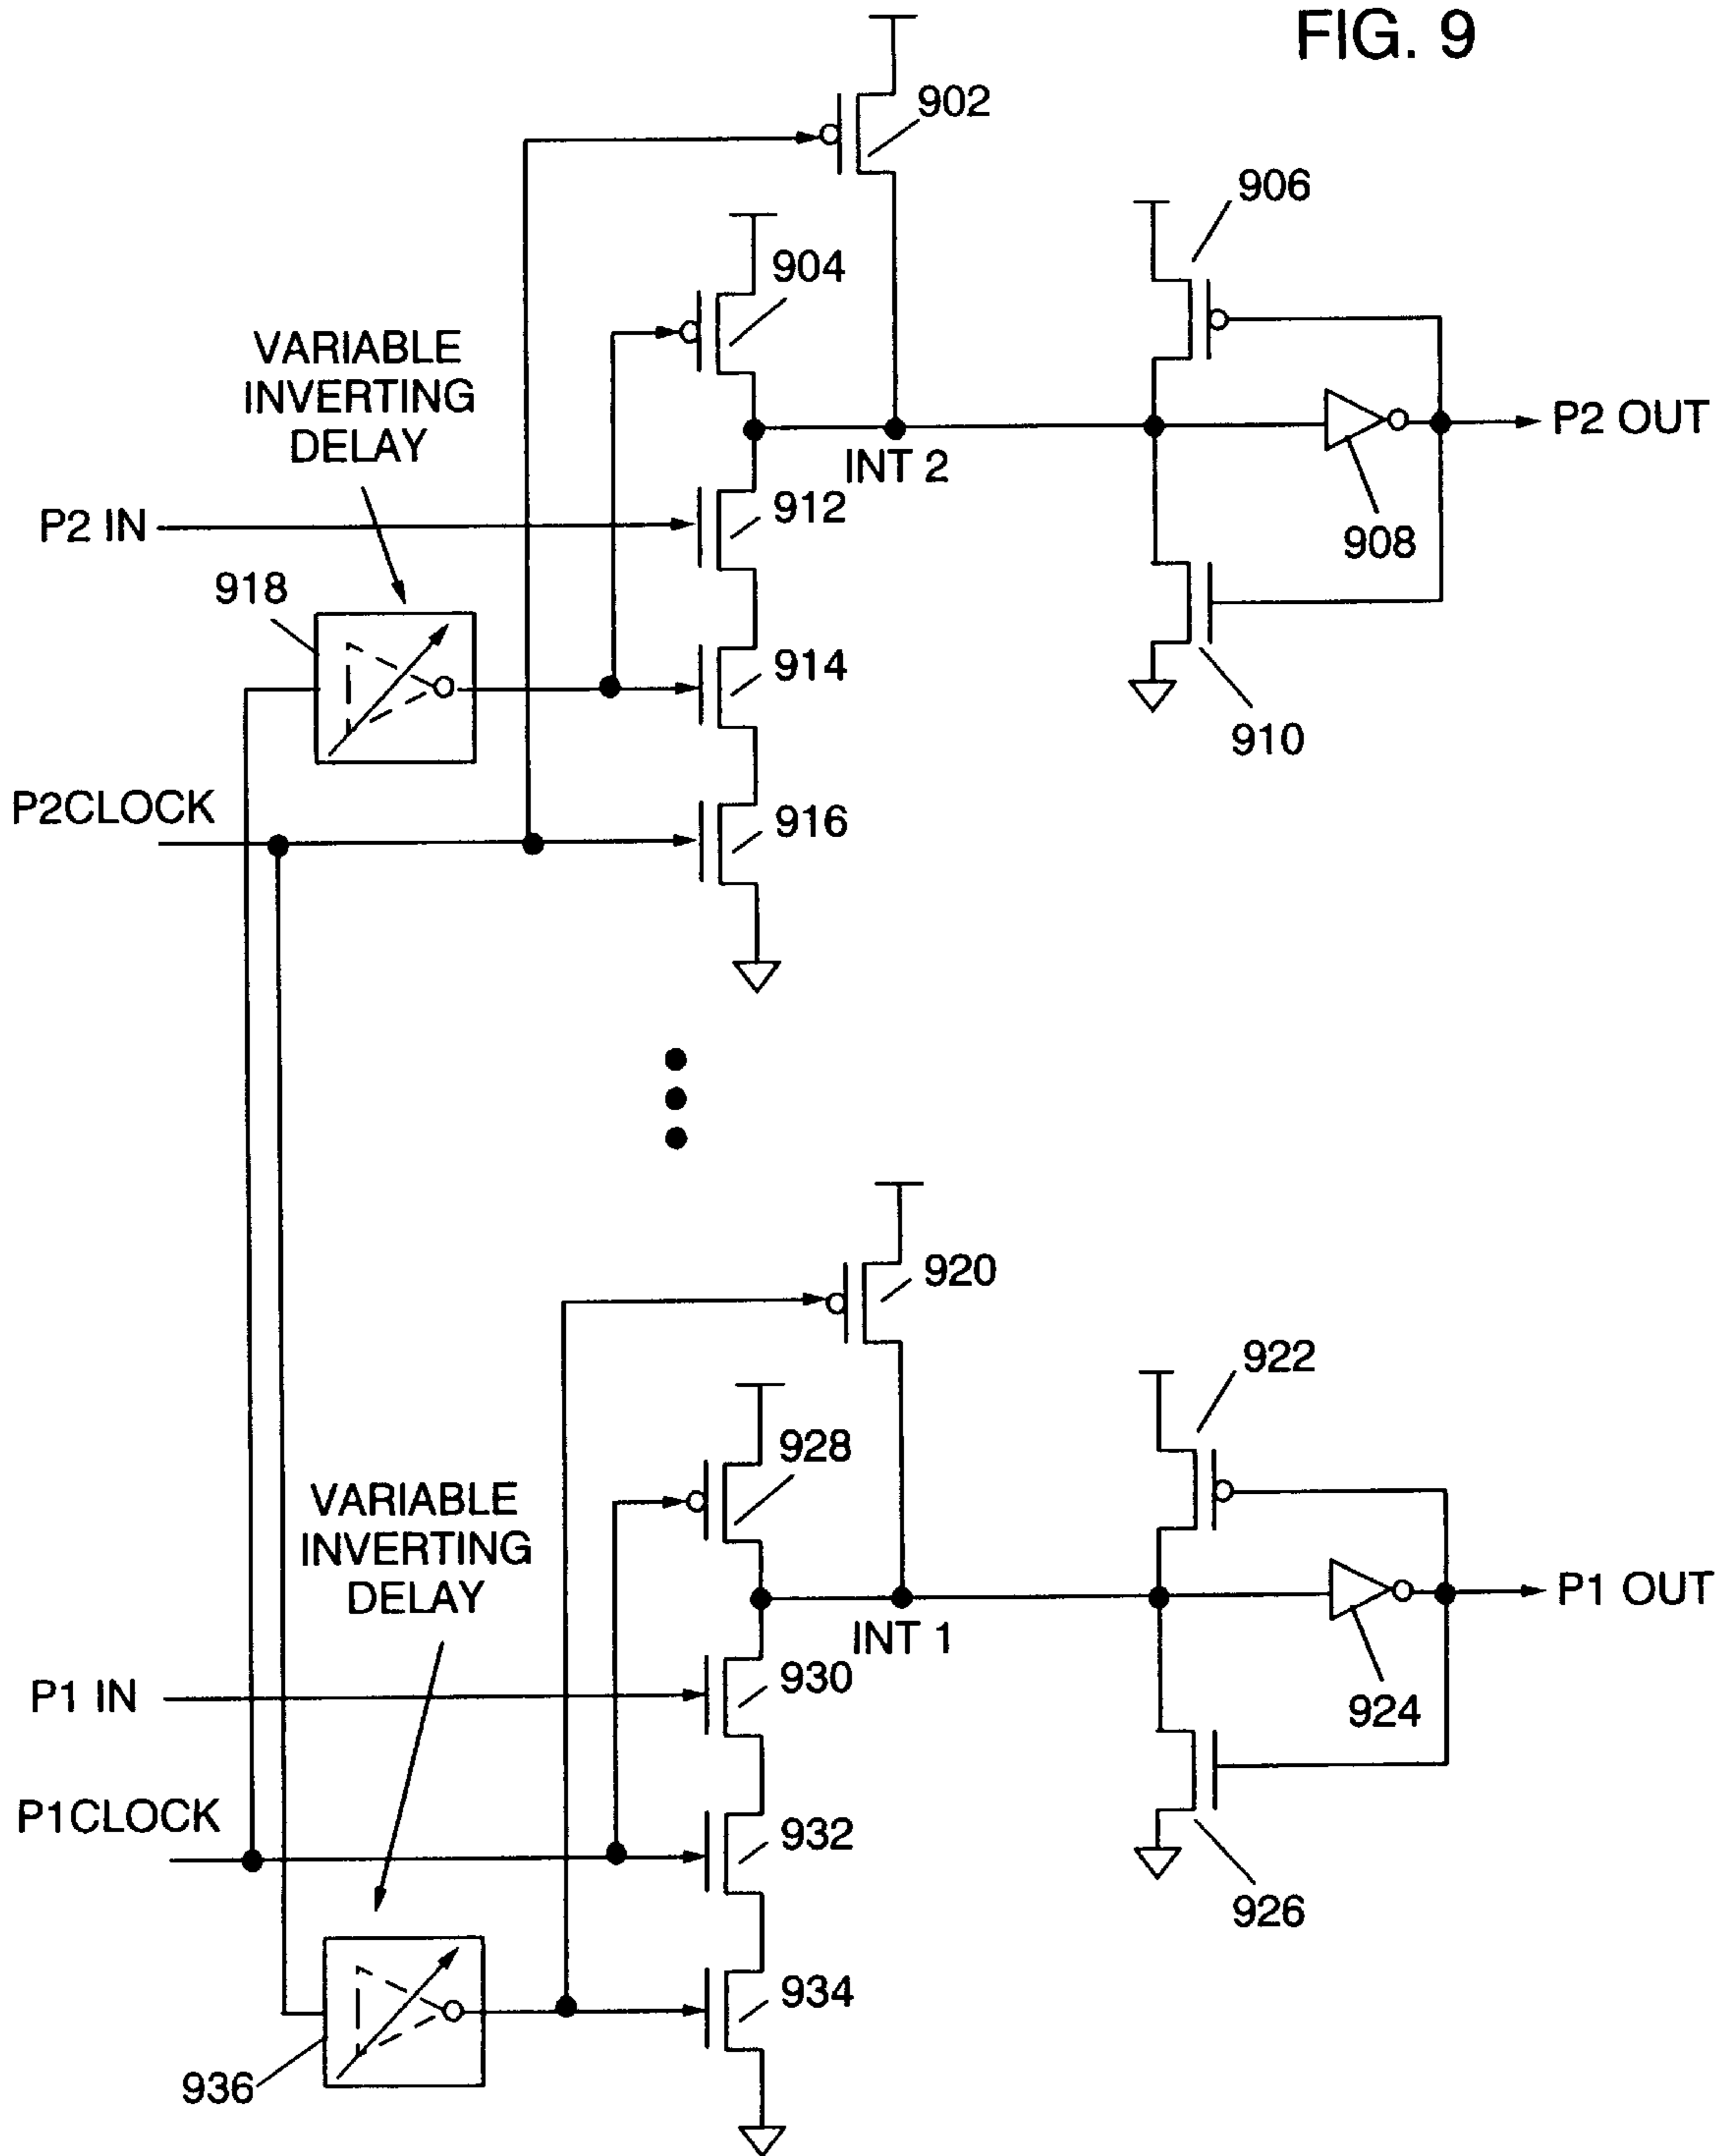 FIG. 9
902
906
904
VARIABLE
INVERTING
DELAY
P2 OUT
INT 2
P2 IN
912
908
918
914
910
P2CLOCK
916
920
922
928
VARIABLE
INVERTING
DELAY
P1 OUT
INT 1
P1 IN
930
924
P1CLOCK
932
926
934
936